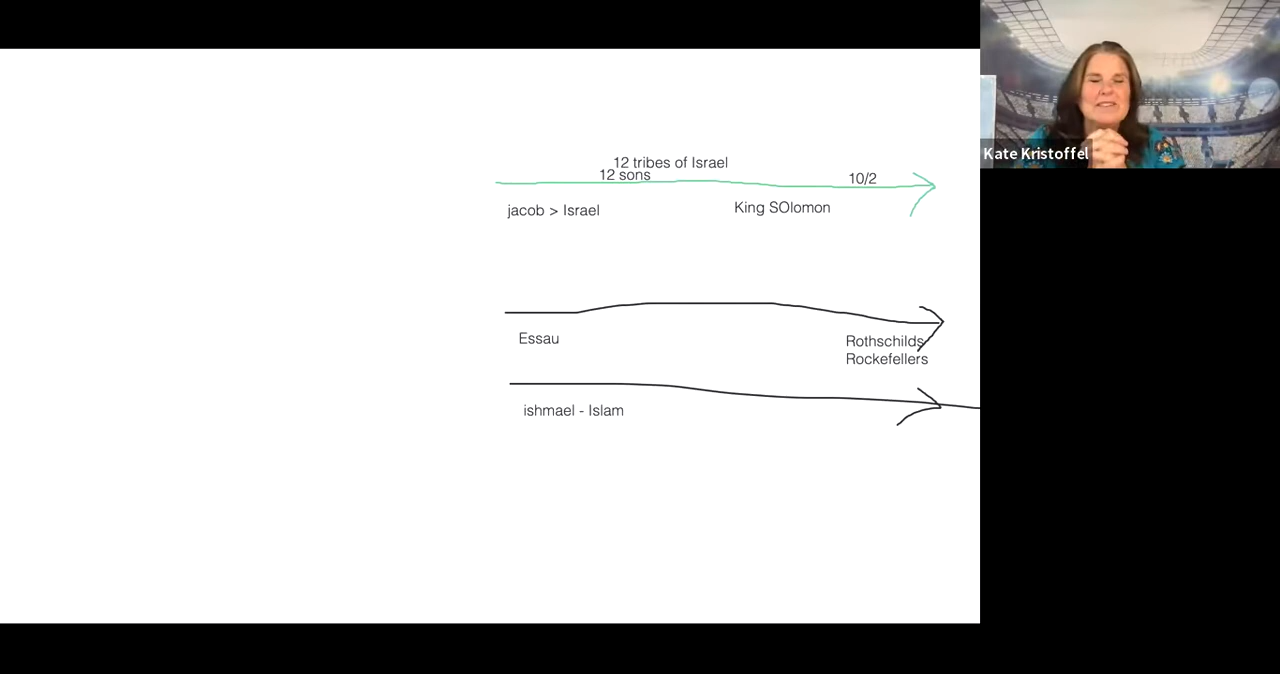 12 tribes of Israel
12 sons
10/2
jacob > Israel
King SOlomon
Essau
Rothschilds
Rockefellers
ishmael - Islam
Kate Kristoffel